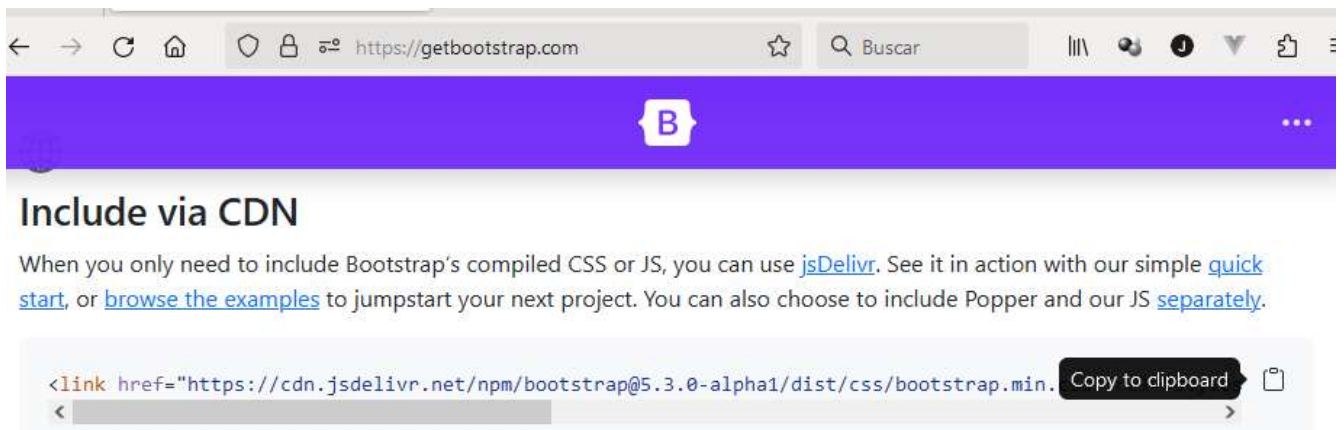 https://getbootstrap.com
Buscar
J
B
Include via CDN
When you only need to include Bootstrap's compiled CSS or JS, you can use jsDelivr. See it in action with our simple quick
start, or browse the examples to jumpstart your next project. You can also choose to include Popper and our JS separately.
<link href="https://cdn.jsdelivr.net/npm/bootstrap@5.3.0-alpha1/dist/css/bootstrap.min.
Copy to clipboard